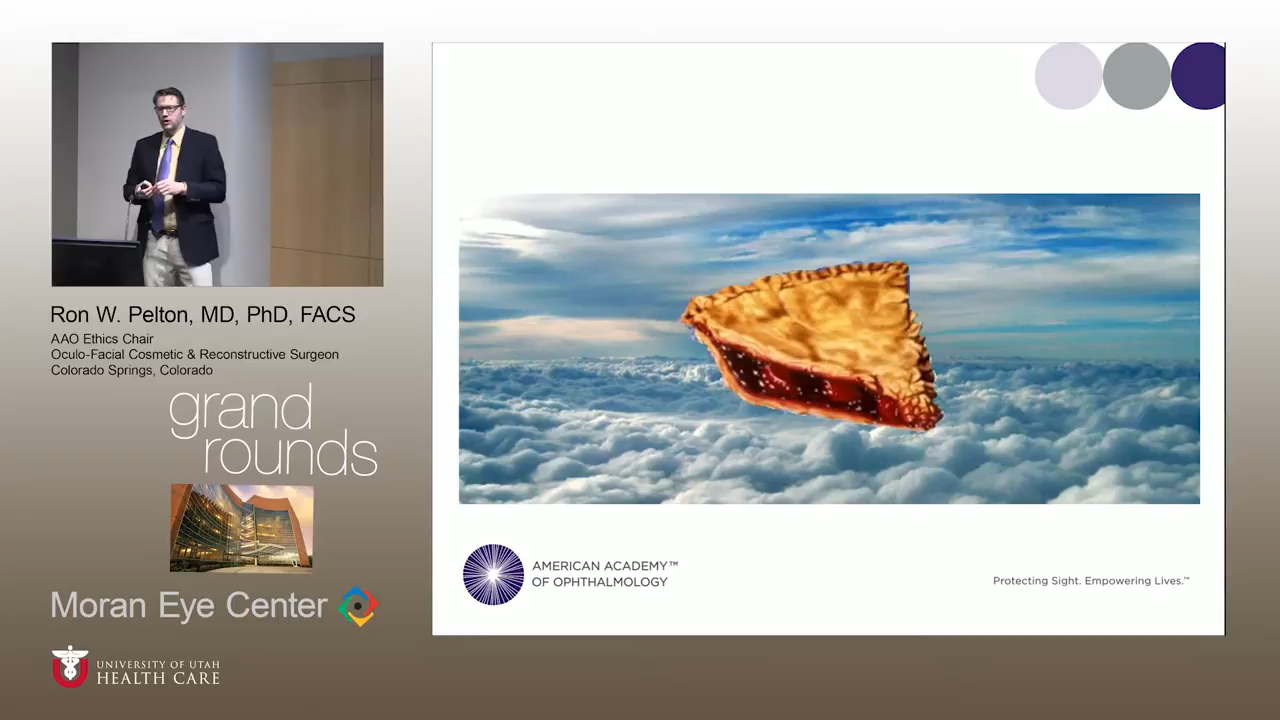 Ron W. Pelton, MD, PhD, FACS
AAO Ethics Chair
Oculo-Facial Cosmetic & Reconstructive Surgeon
Colorado Springs, Colorado
grand
rounds
Moran Eye Center
UNIVERSITY OF UTAH
HEALTH CARE
AMERICAN ACADEMY™
OF OPHTHALMOLOGY
Protecting Sight. Empowering Lives.™